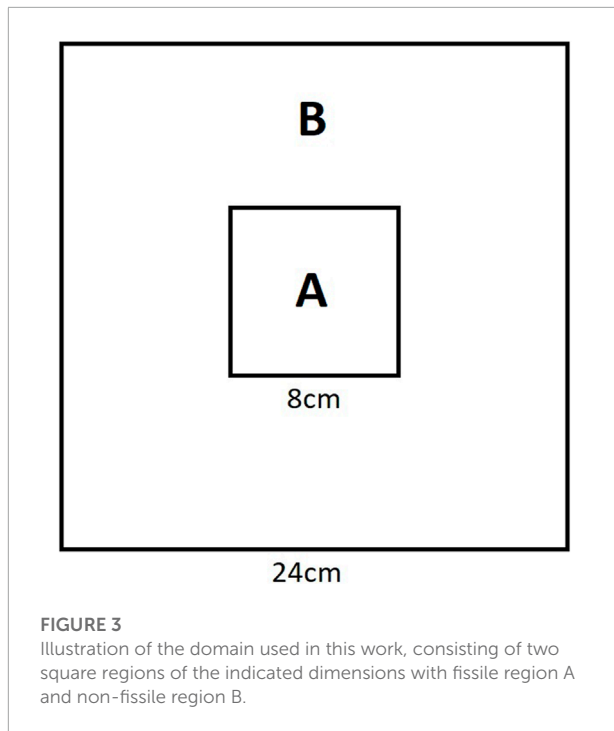 B
A
8cm
24cm
FIGURE 3
Illustration of the domain used in this work, consisting of two
square regions of the indicated dimensions with fissile region A
and non-fissile region B.